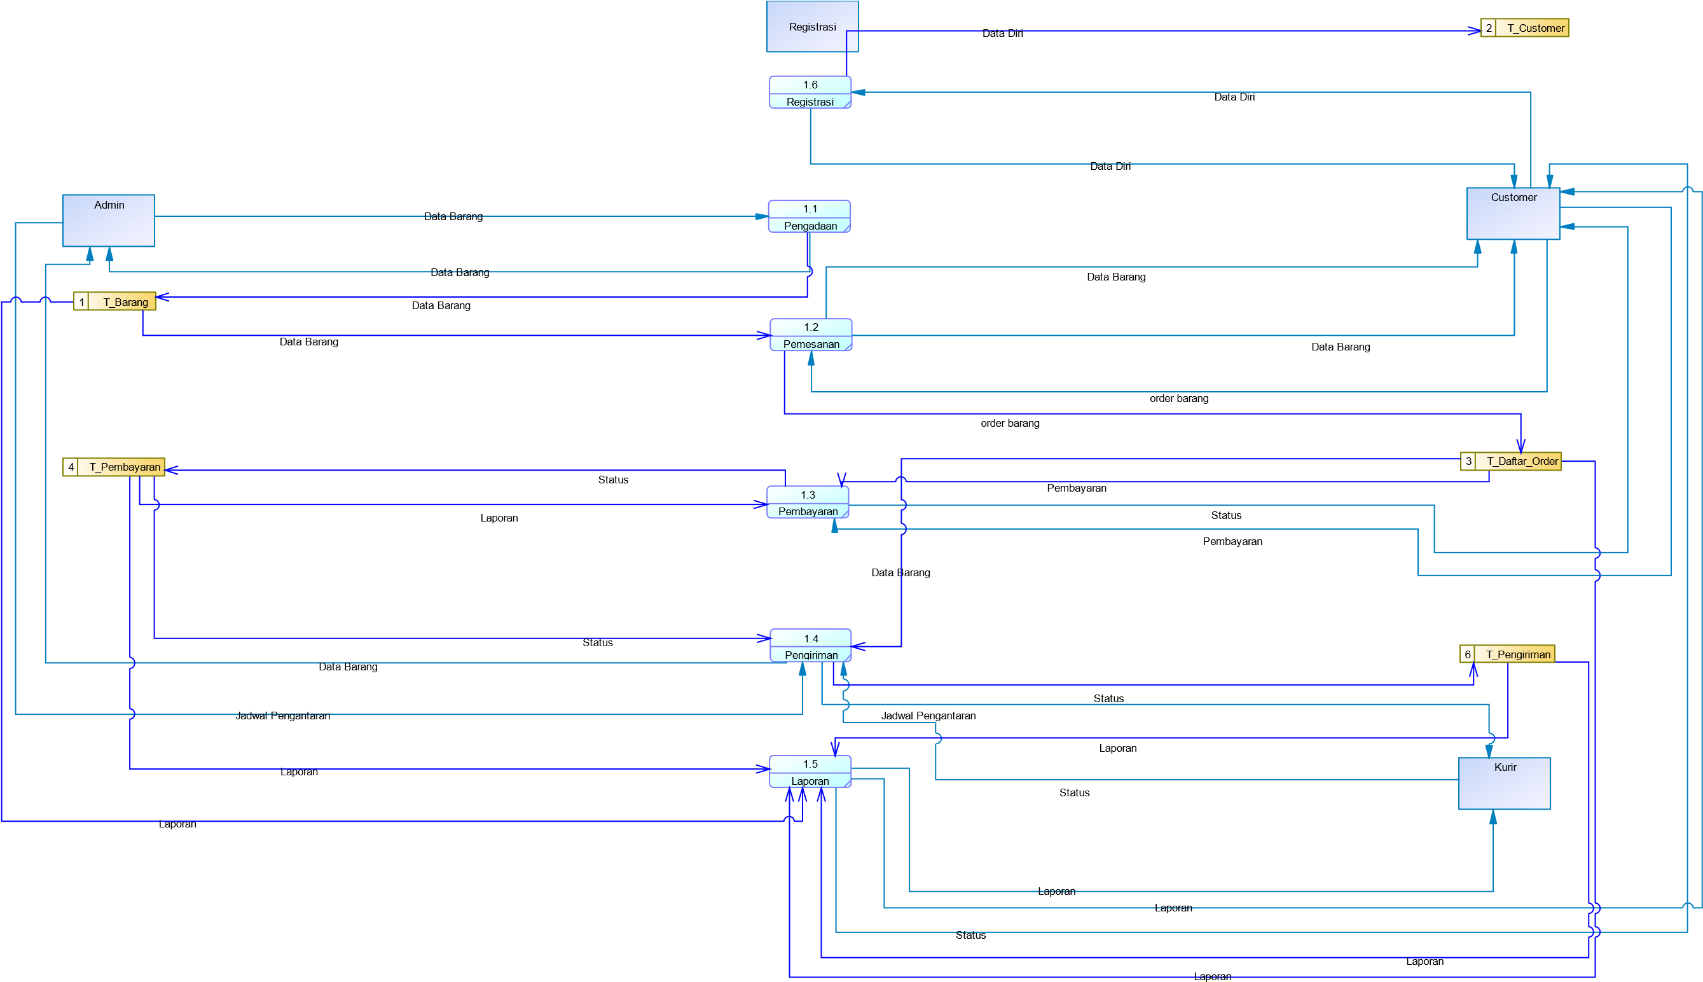 Registrasi
Data Diri
2 T_Customer
1.6
Registrasi
Data Diri
Data Diri
Admin
Customer
1.1
Pengadaan
Data Barang
Data Barang
Data Barang
1 T_Barang
Data Barang
1.2
Pemesanan
Data Barang
Data Barang
order barang
order barang
4 T_Pembayaran
3 T_Daftar_Order
Status
Pembayaran
1.3
Pembayaran
Laporan
Status
Pembayaran
Data Barang
1.4
Pengiriman
Status
6 T_Pengiriman
Data Barang
Status
Jadwal Pengantaran
Jadwal Pengantaran
Laporan
1.5
Laporan
Kurir
Laporan
Status
Laporan
Laporan
Laporan
Status
Laporan
Laporan